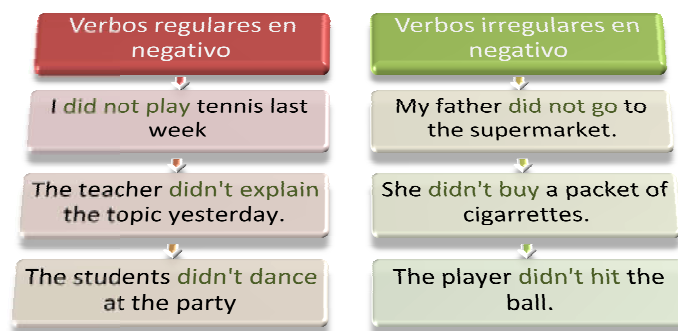 Verbos regulares en
negativo
I did not play tennis last
week
The teacher didn't explain
the topic yesterday.
The students didn't dance
at the party
Verbos irregulares en
negativo
My father did not go to
the supermarket.
She didn't buy a packet of
cigarrettes.
The player didn't hit the
ball.